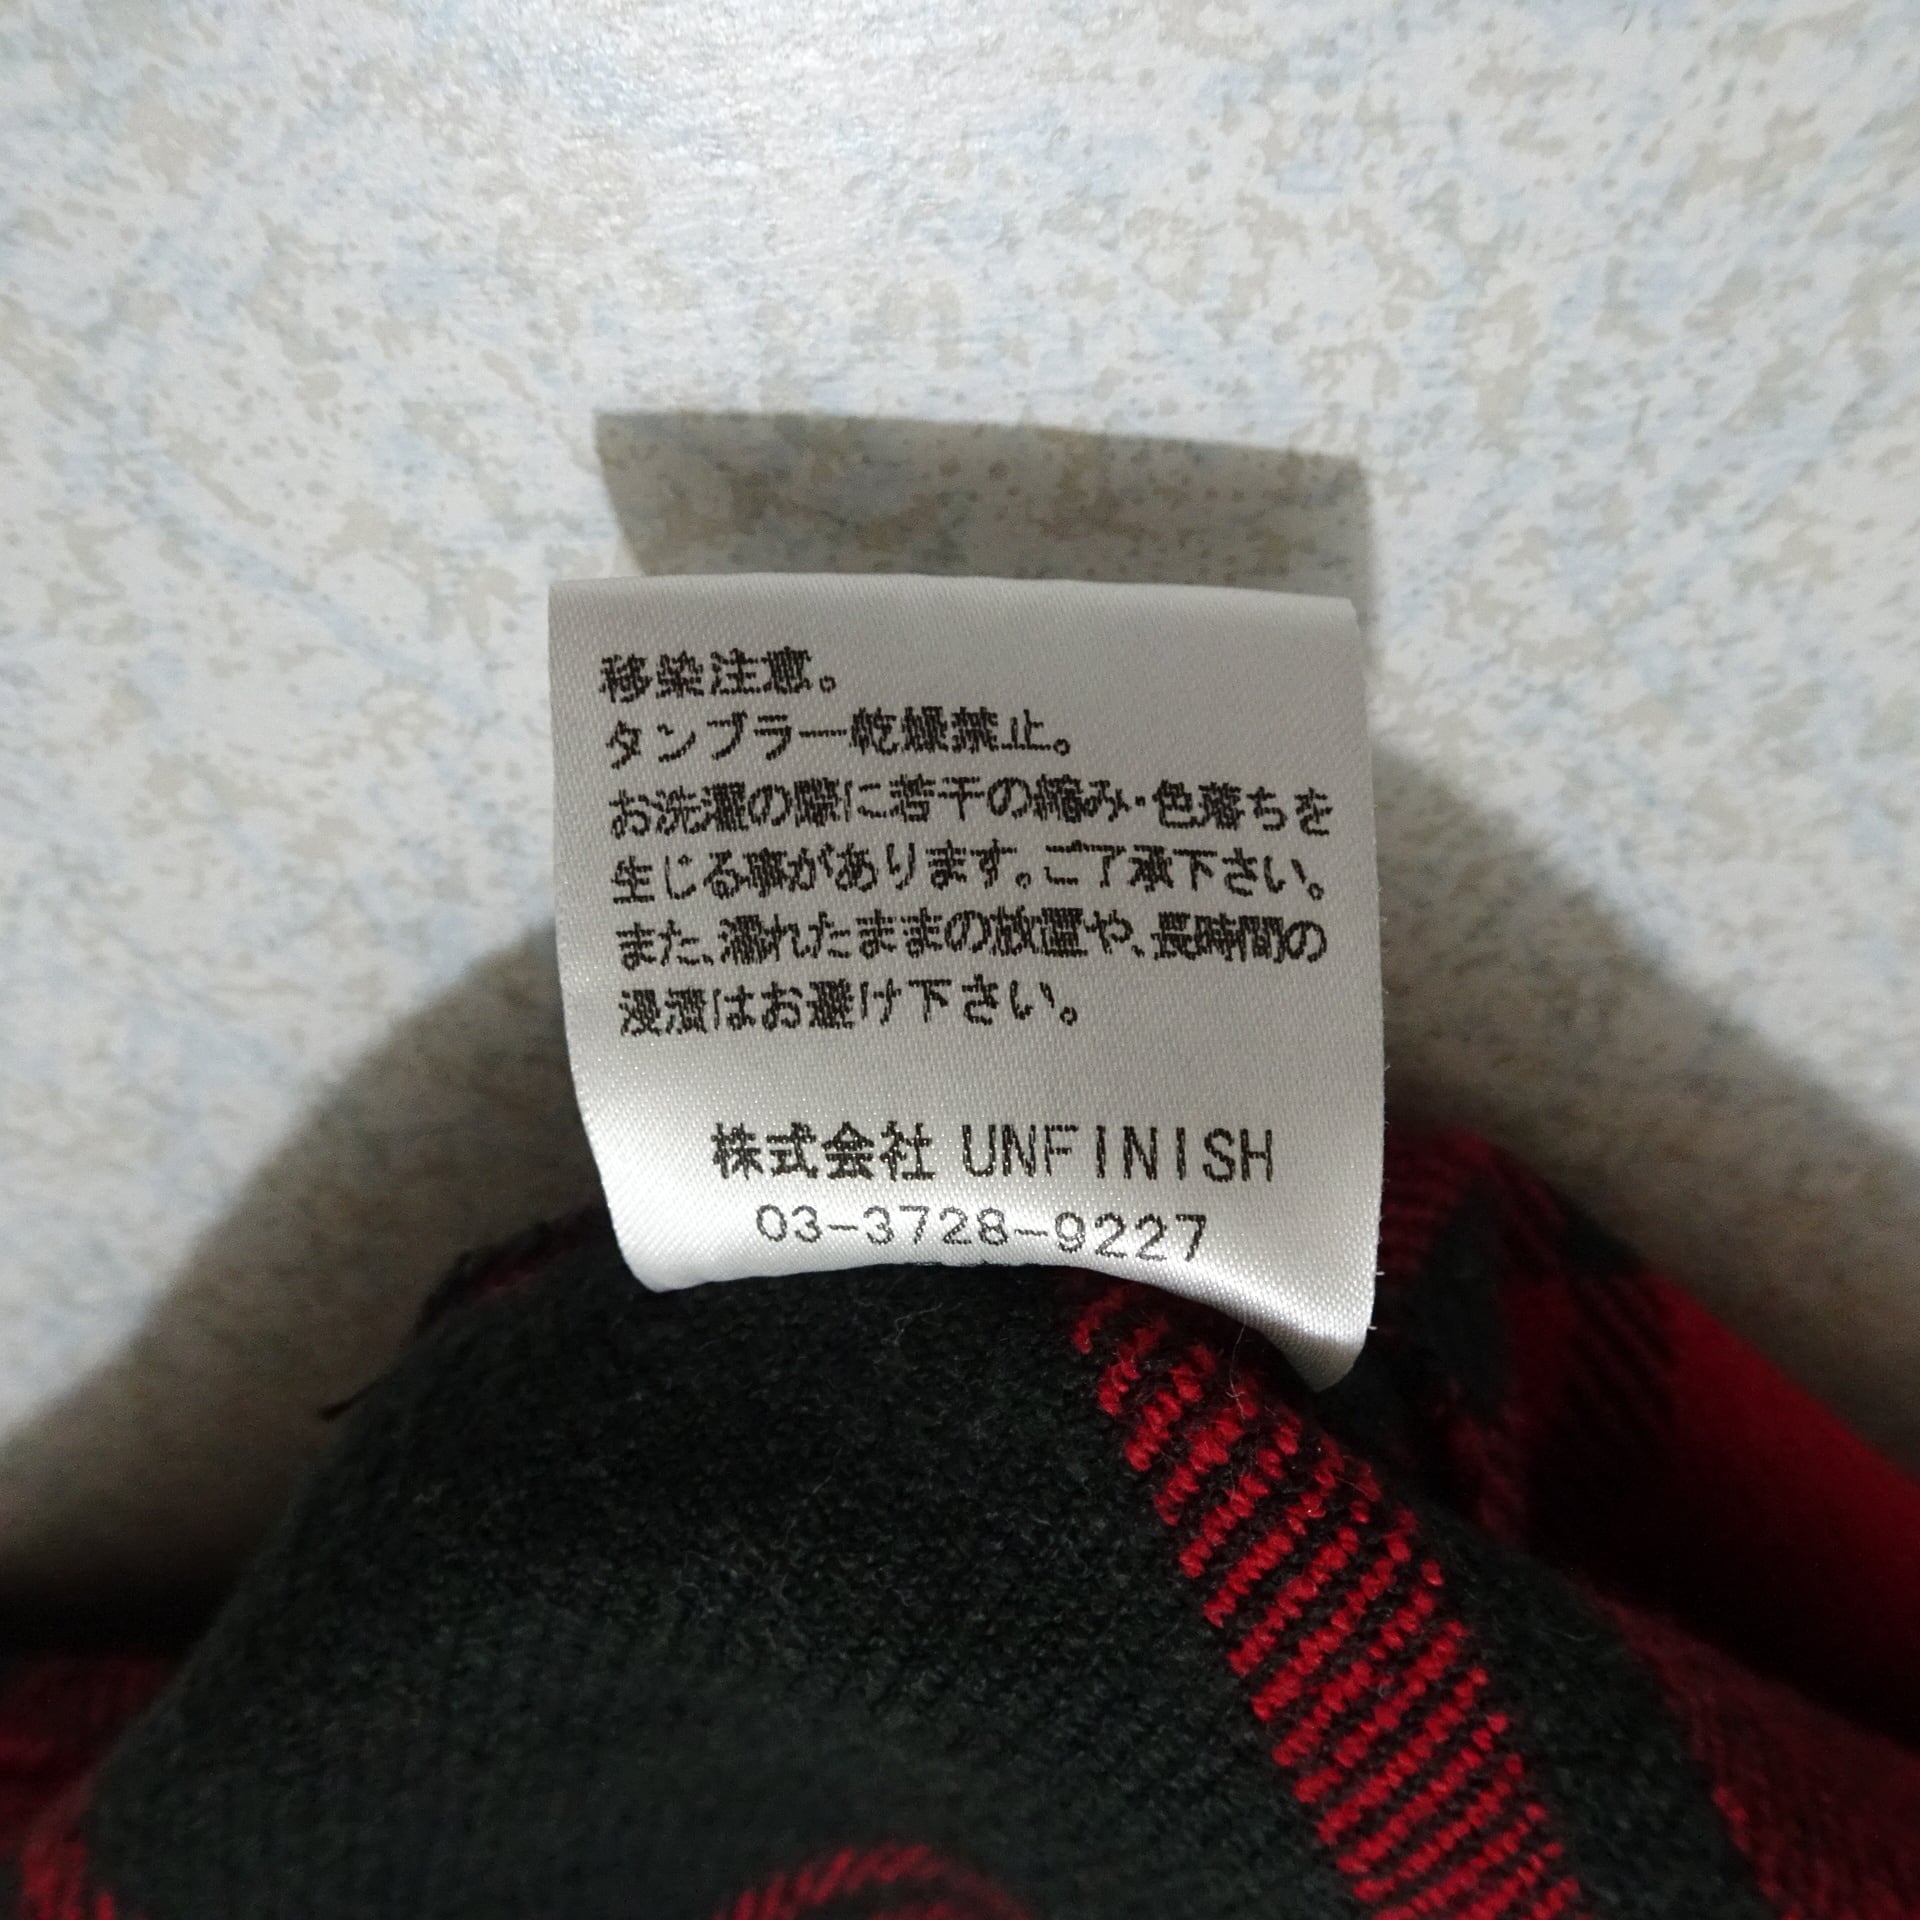 移染注意。
タンブラー乾燥禁止。
お洗濯の際に若干の縮み・色落ちを
生じる事があります。ご了承下さい。
また、濡れたままの放置や、長時間の
浸漬はお避け下さい。
株式会社 UNFINISH
03-3728-9227